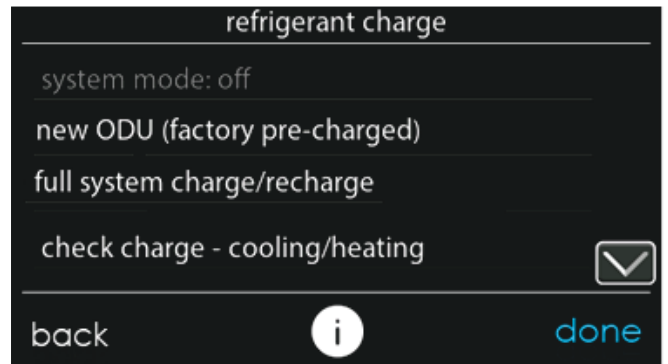 refrigerant charge
system mode: off
new ODU (factory pre-charged)
full system charge/recharge
check charge - cooling/heating
back i done